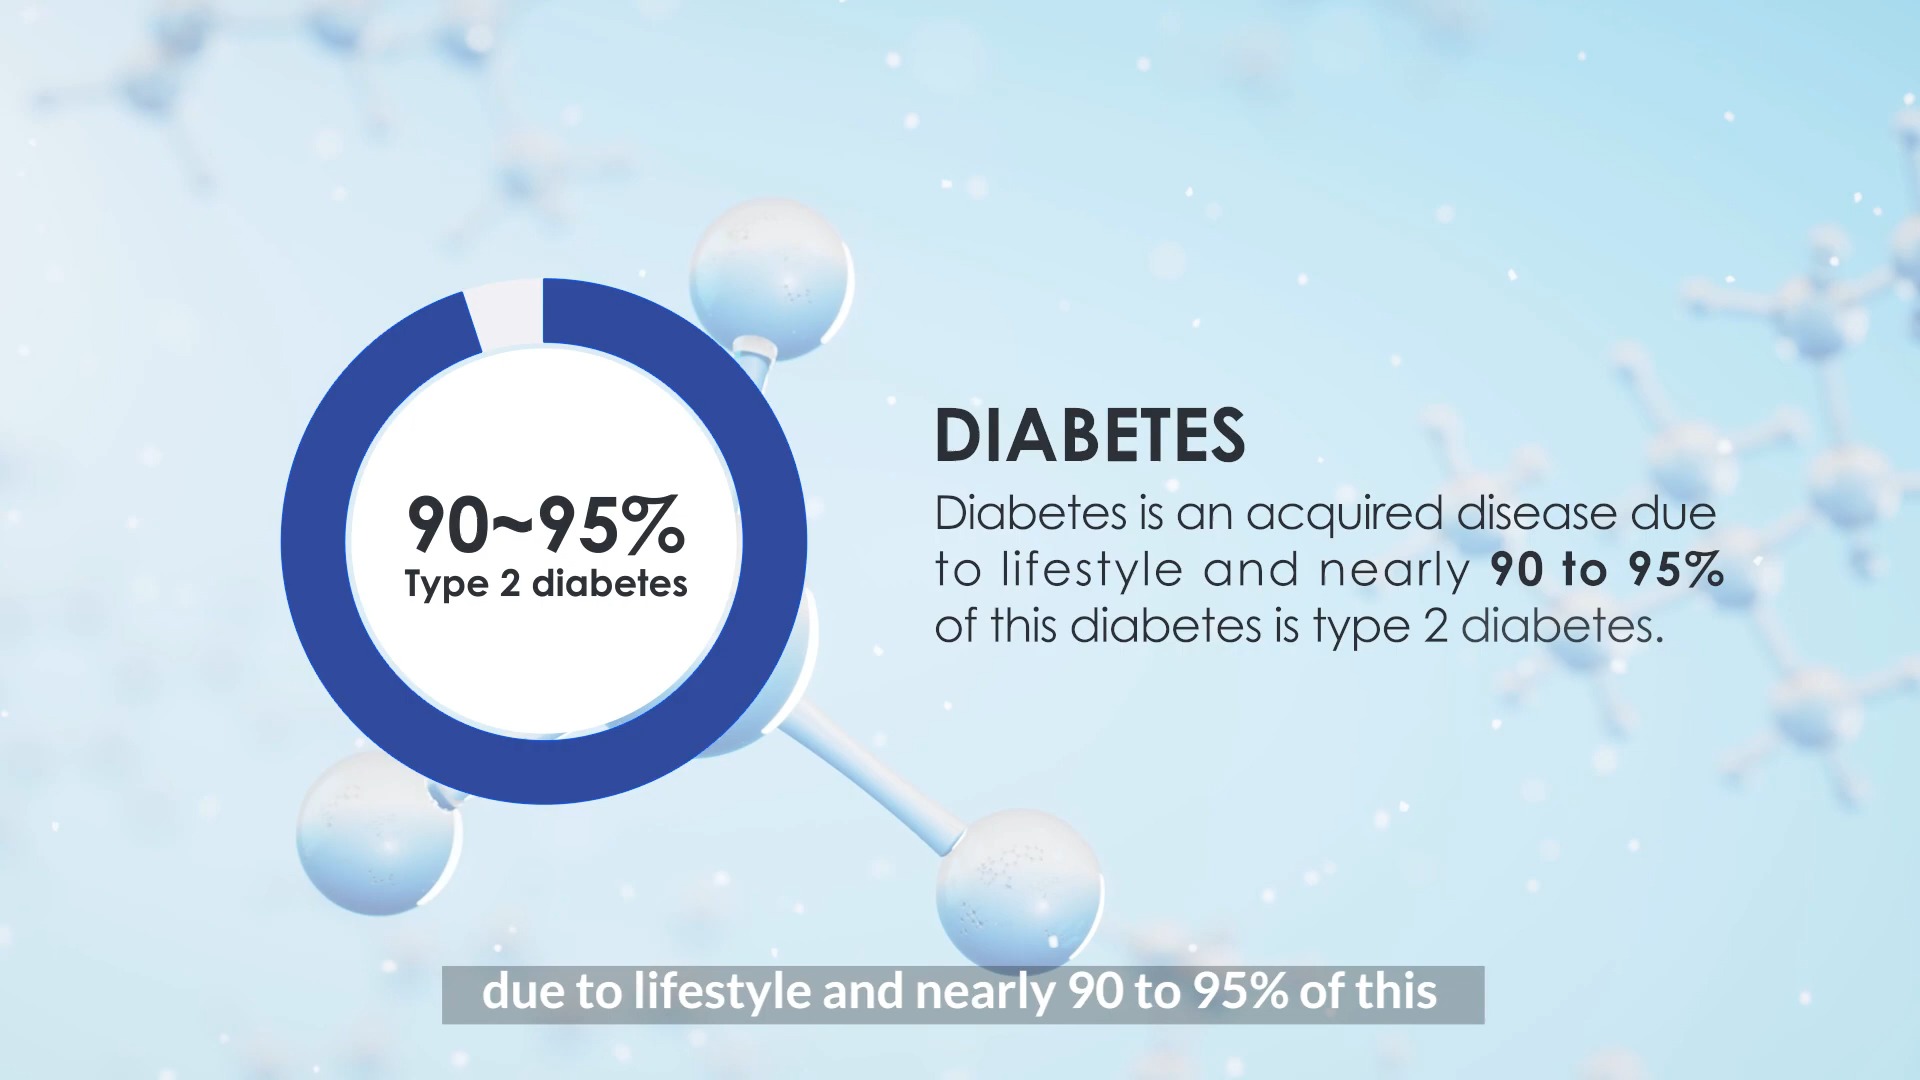 90~95%
Type 2 diabetes
DIABETES
Diabetes is an acquired disease due
to lifestyle and nearly 90 to 95%
of this diabetes is type 2 diabetes.
due to lifestyle and nearly 90 to 95% of this